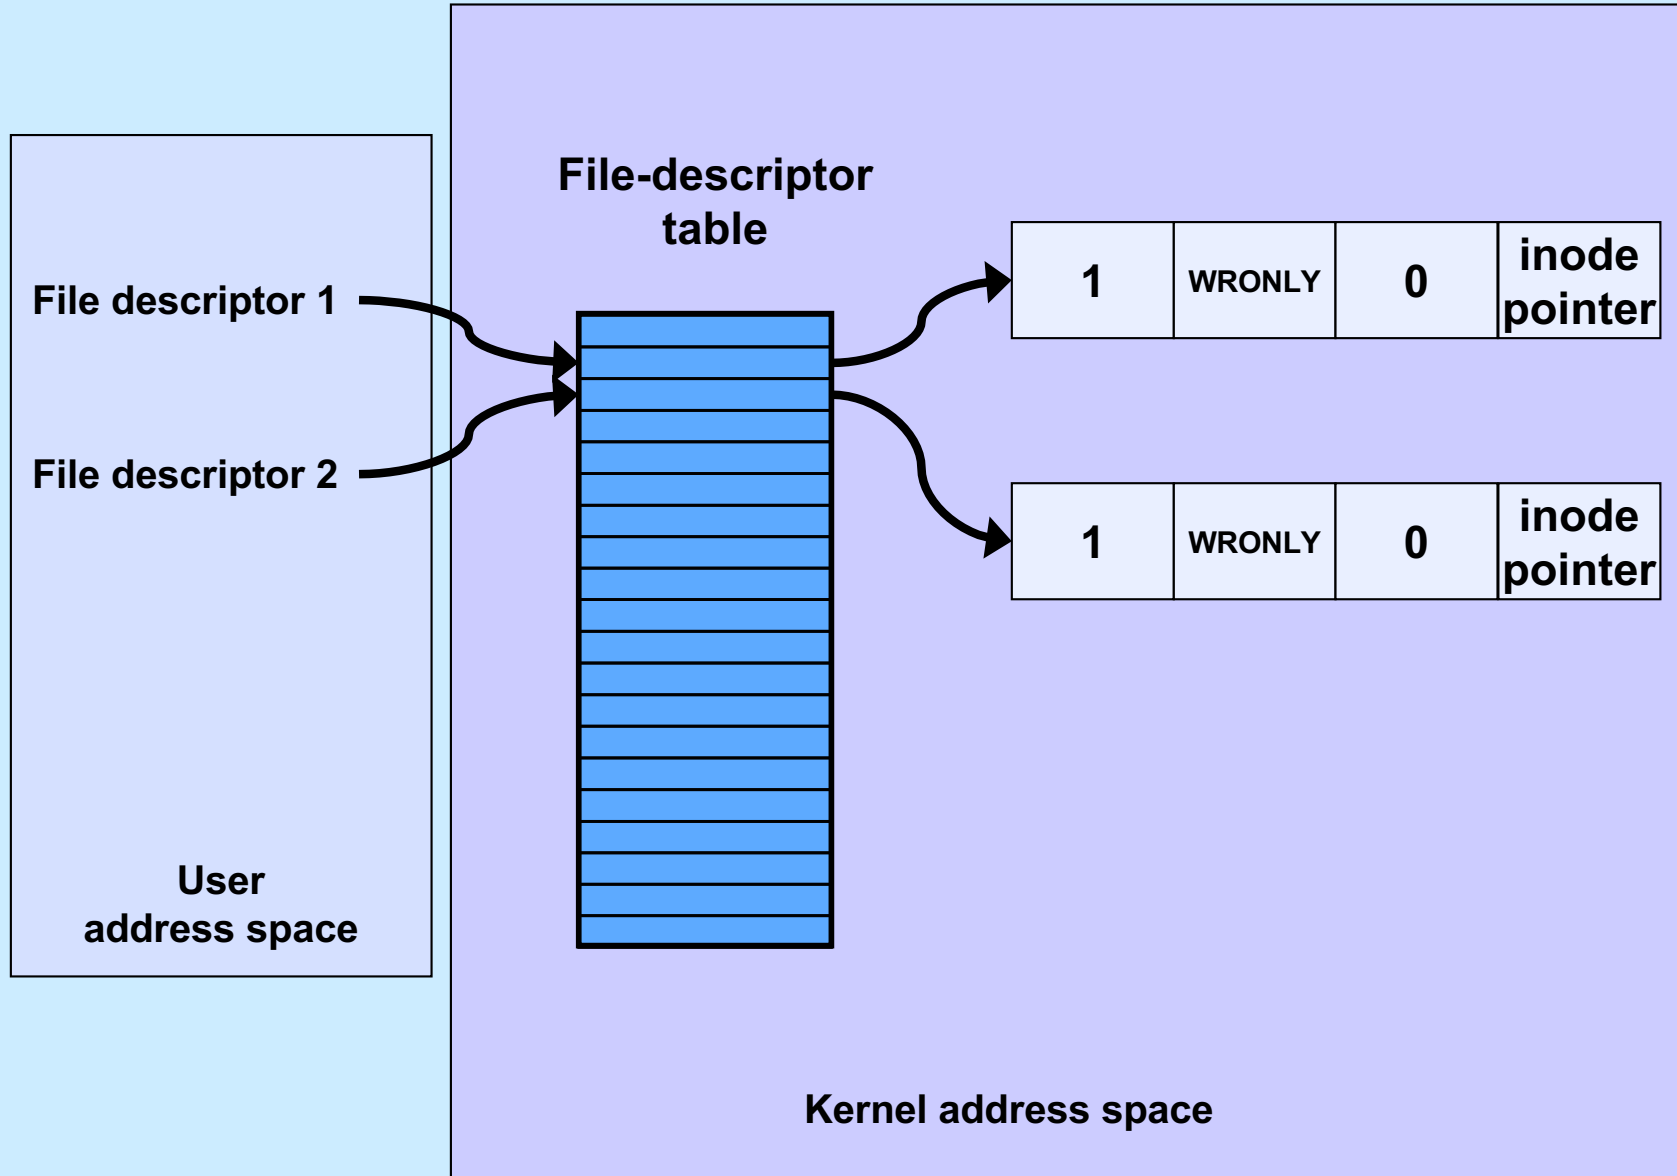 File-descriptor
table
File descriptor 1
File descriptor 2
1
WRONLY
0
inode
pointer
1
WRONLY
0
inode
pointer
User
address space
Kernel address space